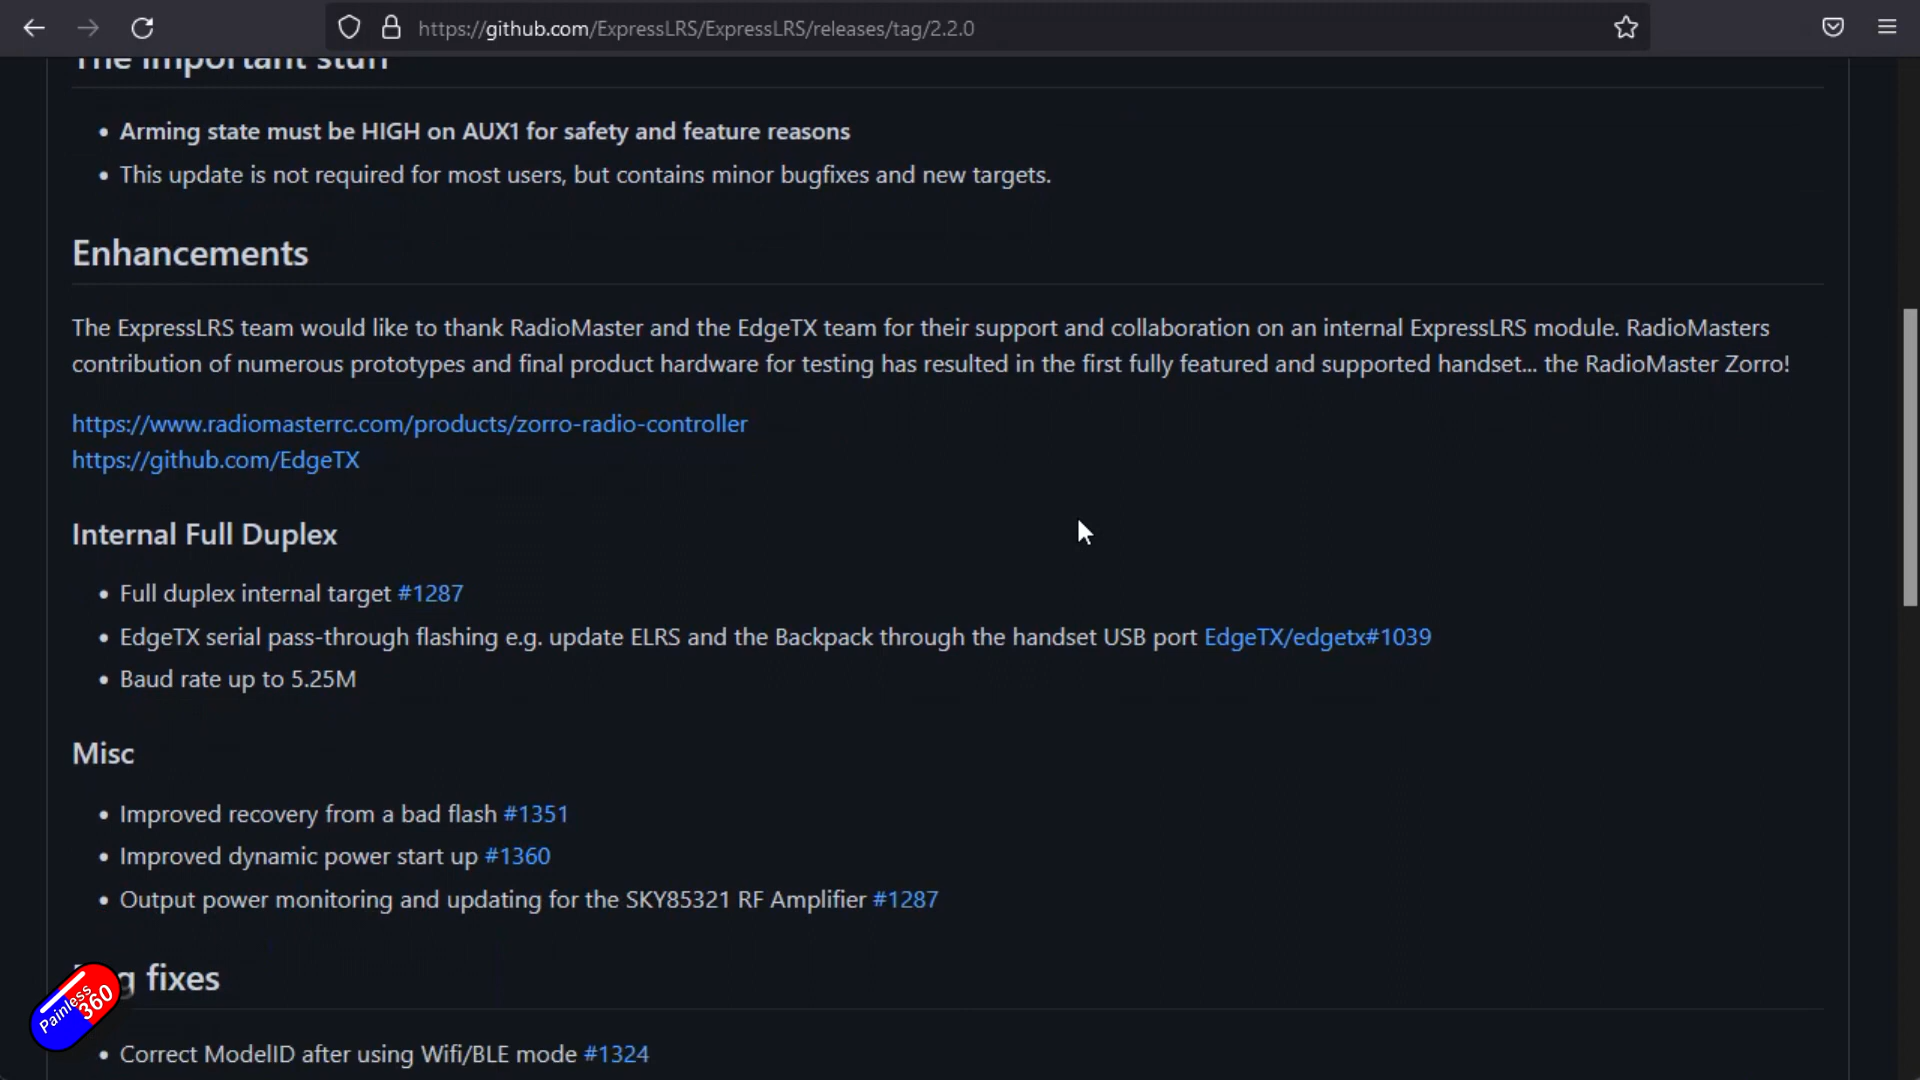 https://github.com/ExpressLRS/ExpressLRS/releases/tag/2.2.0
The important stuff
Arming state must be HIGH on AUX1 for safety and feature reasons
This update is not required for most users, but contains minor bugfixes and new targets.
Enhancements
The ExpressLRS team would like to thank RadioMaster and the EdgeTX team for their support and collaboration on an internal ExpressLRS module. RadioMasters
contribution of numerous prototypes and final product hardware for testing has resulted in the first fully featured and supported handset... the RadioMaster Zorro!
https://www.radiomasterrc.com/products/zorro-radio-controller
https://github.com/EdgeTX
Internal Full Duplex
Full duplex internal target #1287
EdgeTX serial pass-through flashing e.g. update ELRS and the Backpack through the handset USB port EdgeTX/edgetx#1039
Baud rate up to 5.25M
Misc
Improved recovery from a bad flash #1351
Improved dynamic power start up #1360
Output power monitoring and updating for the SKY85321 RF Amplifier #1287
fixes
Painless
360
Correct ModelID after using Wifi/BLE mode #1324